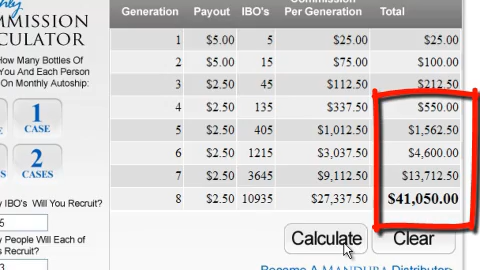 Commission
Generation Payout IBO's Per Generation Total
MMISSION
CULATOR
1 $5.00 5 $25.00 $25.00
How Many Bottles Of
You And Each Person
On Monthly Autoship:
2 $5.00 15 $75.00 $100.00
3 $2.50 45 $112.50 $212.50
4 $2.50 135 $337.50 $550.00
1
CASE
5 $2.50 405 $1,012.50 $1,562.50
6 $2.50 1215 $3,037.50 $4,600.00
2
CASES
7 $2.50 3645 $9,112.50 $13,712.50
8 $2.50 10935 $27,337.50 $41,050.00
IBO's Will You Recruit?
5
People Will Each of
s Recruit?
3
Calculate Clear
Become A MANDURA Distributor